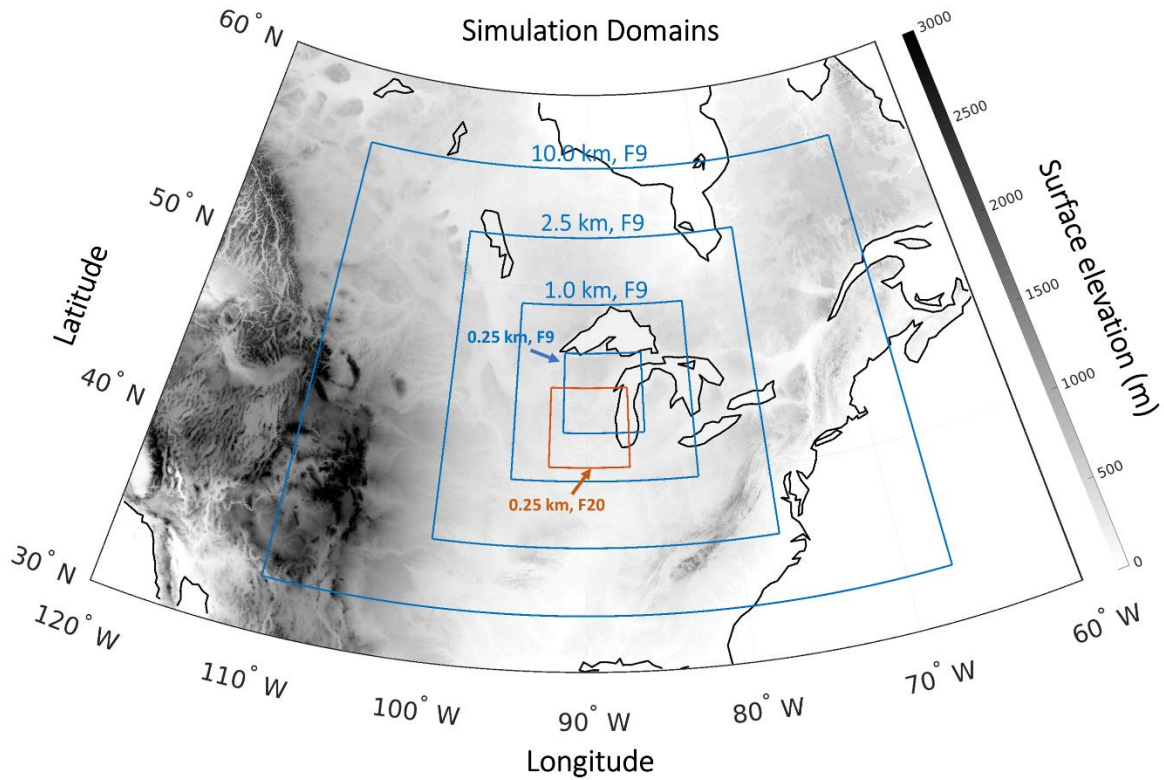 Simulation Domains
60° N
50° N
40° N
30° N
Latitude
120° W
110° W
100° W
90° W
80° W
70° W
60° W
Longitude
10.0 km, F9
2.5 km, F9
1.0 km, F9
0.25 km, F9
0.25 km, F20
3000
2500
2000
1500
1000
500
0
Surface elevation (m)